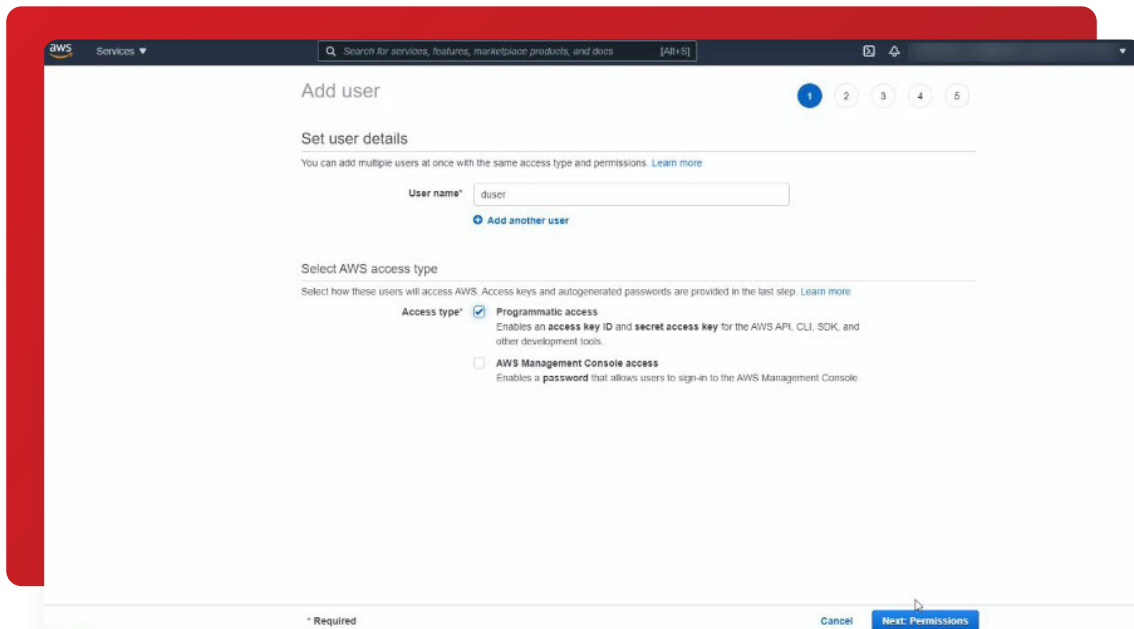 aws Services ▼ Search for services, features, marketplace products, and docs [Alt+S]
Add user 1 2 3 4 5
Set user details
You can add multiple users at once with the same access type and permissions. Learn more
User name* duser
Add another user
Select AWS access type
Select how these users will access AWS. Access keys and autogenerated passwords are provided in the last step. Learn more
Access type* Programmatic access
Enables an access key ID and secret access key for the AWS API, CLI, SDK, and
other development tools.
AWS Management Console access
Enables a password that allows users to sign-in to the AWS Management Console.
* Required Cancel Next: Permissions